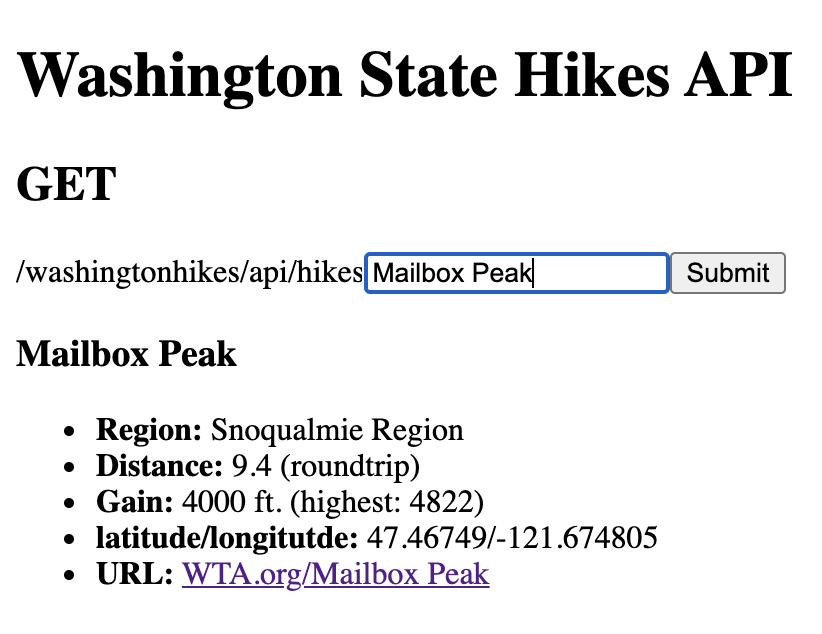 Washington State Hikes API
GET
/washingtonhikes/api/hikes Mailbox Peak Submit
Mailbox Peak
• Region: Snoqualmie Region
• Distance: 9.4 (roundtrip)
• Gain: 4000 ft. (highest: 4822)
• latitude/longitutde: 47.46749/-121.674805
• URL: WTA.org/Mailbox Peak